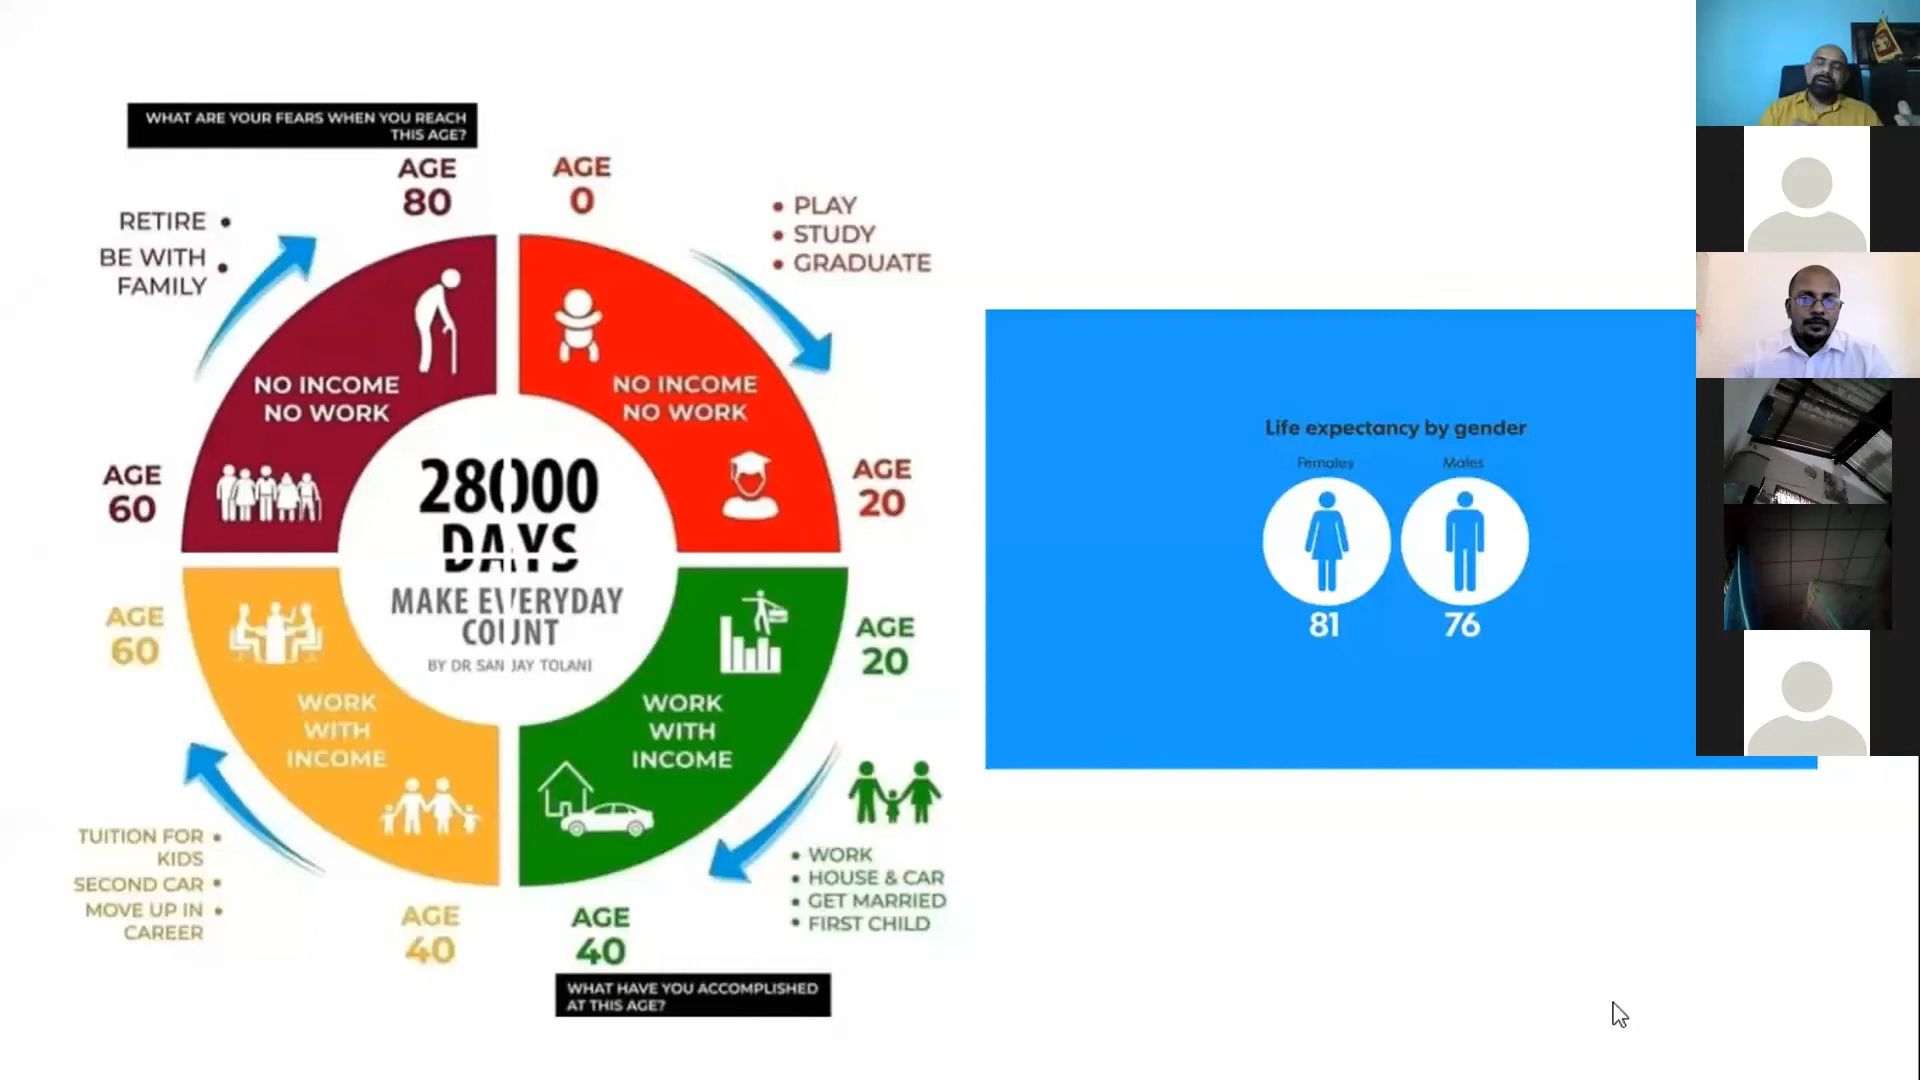 WHAT ARE YOUR FEARS WHEN YOU REACH
THIS AGE?
AGE
80
AGE
0
RETIRE
BE WITH
FAMILY
PLAY
STUDY
GRADUATE
NO INCOME
NO WORK
NO INCOME
NO WORK
AGE
60
AGE
20
28000
DAYS
MAKE EVERYDAY
COUNT
BY DR SANJAY TOLANI
AGE
60
AGE
20
WORK
WITH
INCOME
WORK
WITH
INCOME
TUITION FOR
KIDS
SECOND CAR
MOVE UP IN
CAREER
WORK
HOUSE & CAR
GET MARRIED
FIRST CHILD
AGE
40
AGE
40
WHAT HAVE YOU ACCOMPLISHED
AT THIS AGE?
Life expectancy by gender
Females Males
81 76